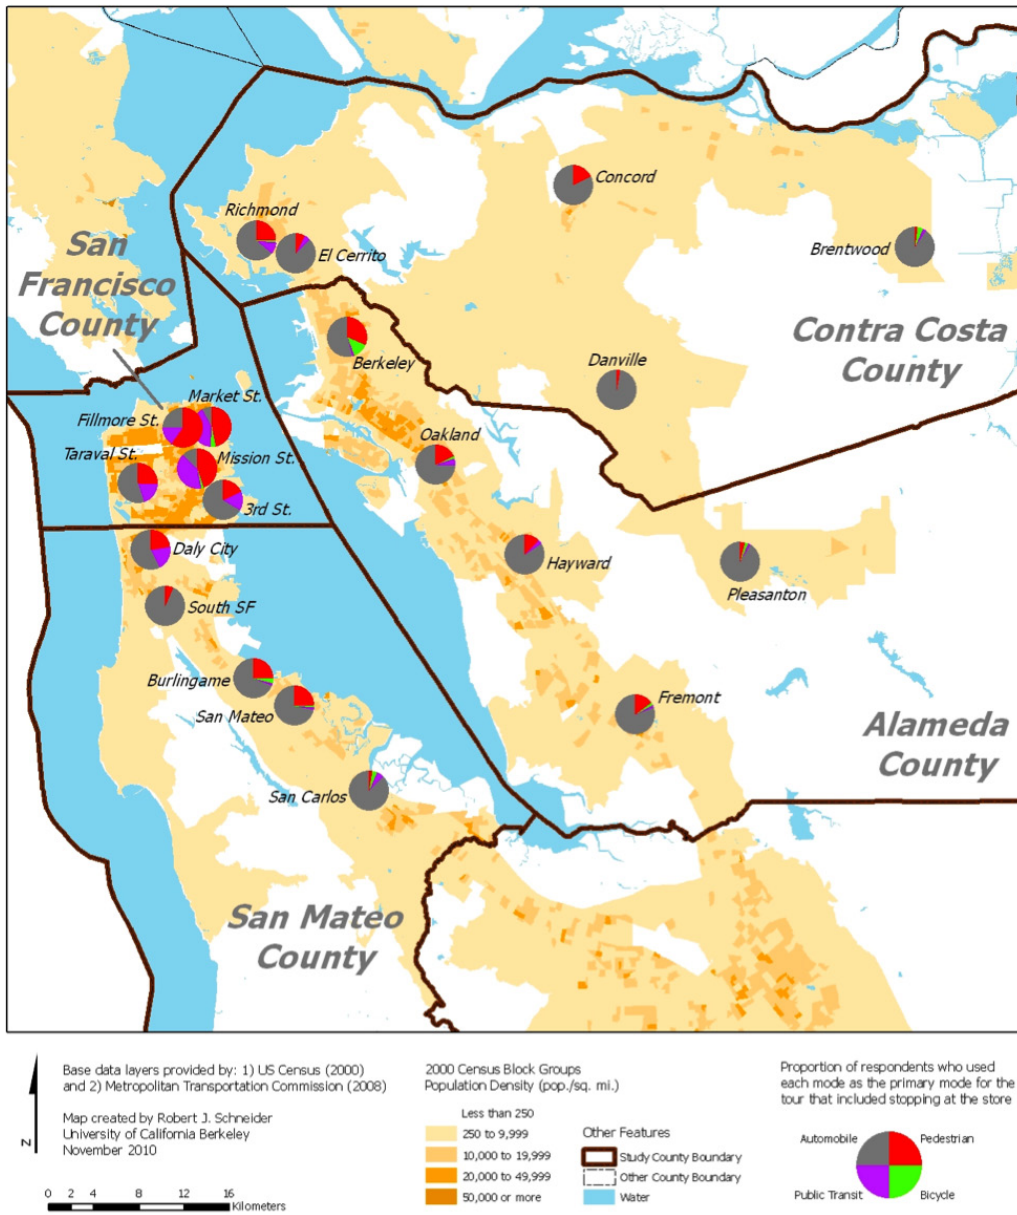 Concord
Richmond
El Cerrito
Brentwood
San
Francisco
County
Contra Costa
County
Berkeley
Danville
Market St.
Fillmore St.
Oakland
Taraval St.
Mission St.
3rd St.
Daly City
Hayward
Pleasanton
South SF
Burlingame
San Mateo
Fremont
Alameda
County
San Carlos
San Mateo
County
Base data layers provided by: 1) US Census (2000)
and 2) Metropolitan Transportation Commission (2008)
Map created by Robert J. Schneider
University of California Berkeley
November 2010
N
0 2 4 8 12 16
Kilometers
2000 Census Block Groups
Population Density (pop./sq. mi.)
Less than 250
250 to 9,999
10,000 to 19,999
20,000 to 49,999
50,000 or more
Other Features
Study County Boundary
Other County Boundary
Water
Proportion of respondents who used
each mode as the primary mode for the
tour that included stopping at the store
Automobile
Pedestrian
Public Transit
Bicycle